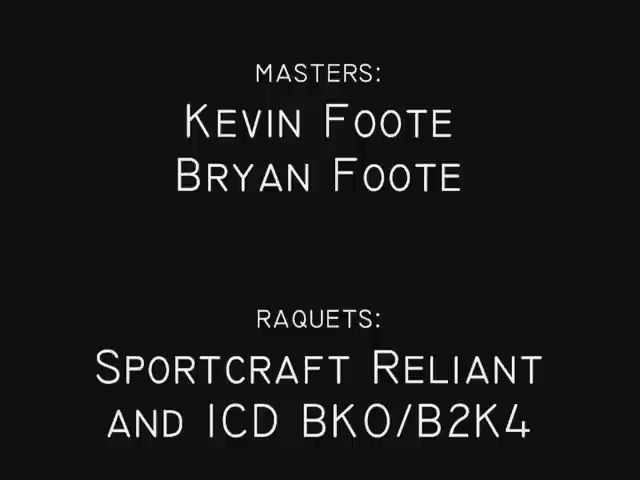 MASTERS:
KEVIN FOOTE
BRYAN FOOTE
RAQUETS:
SPORTCRAFT RELIANT
AND ICD BKO/B2K4